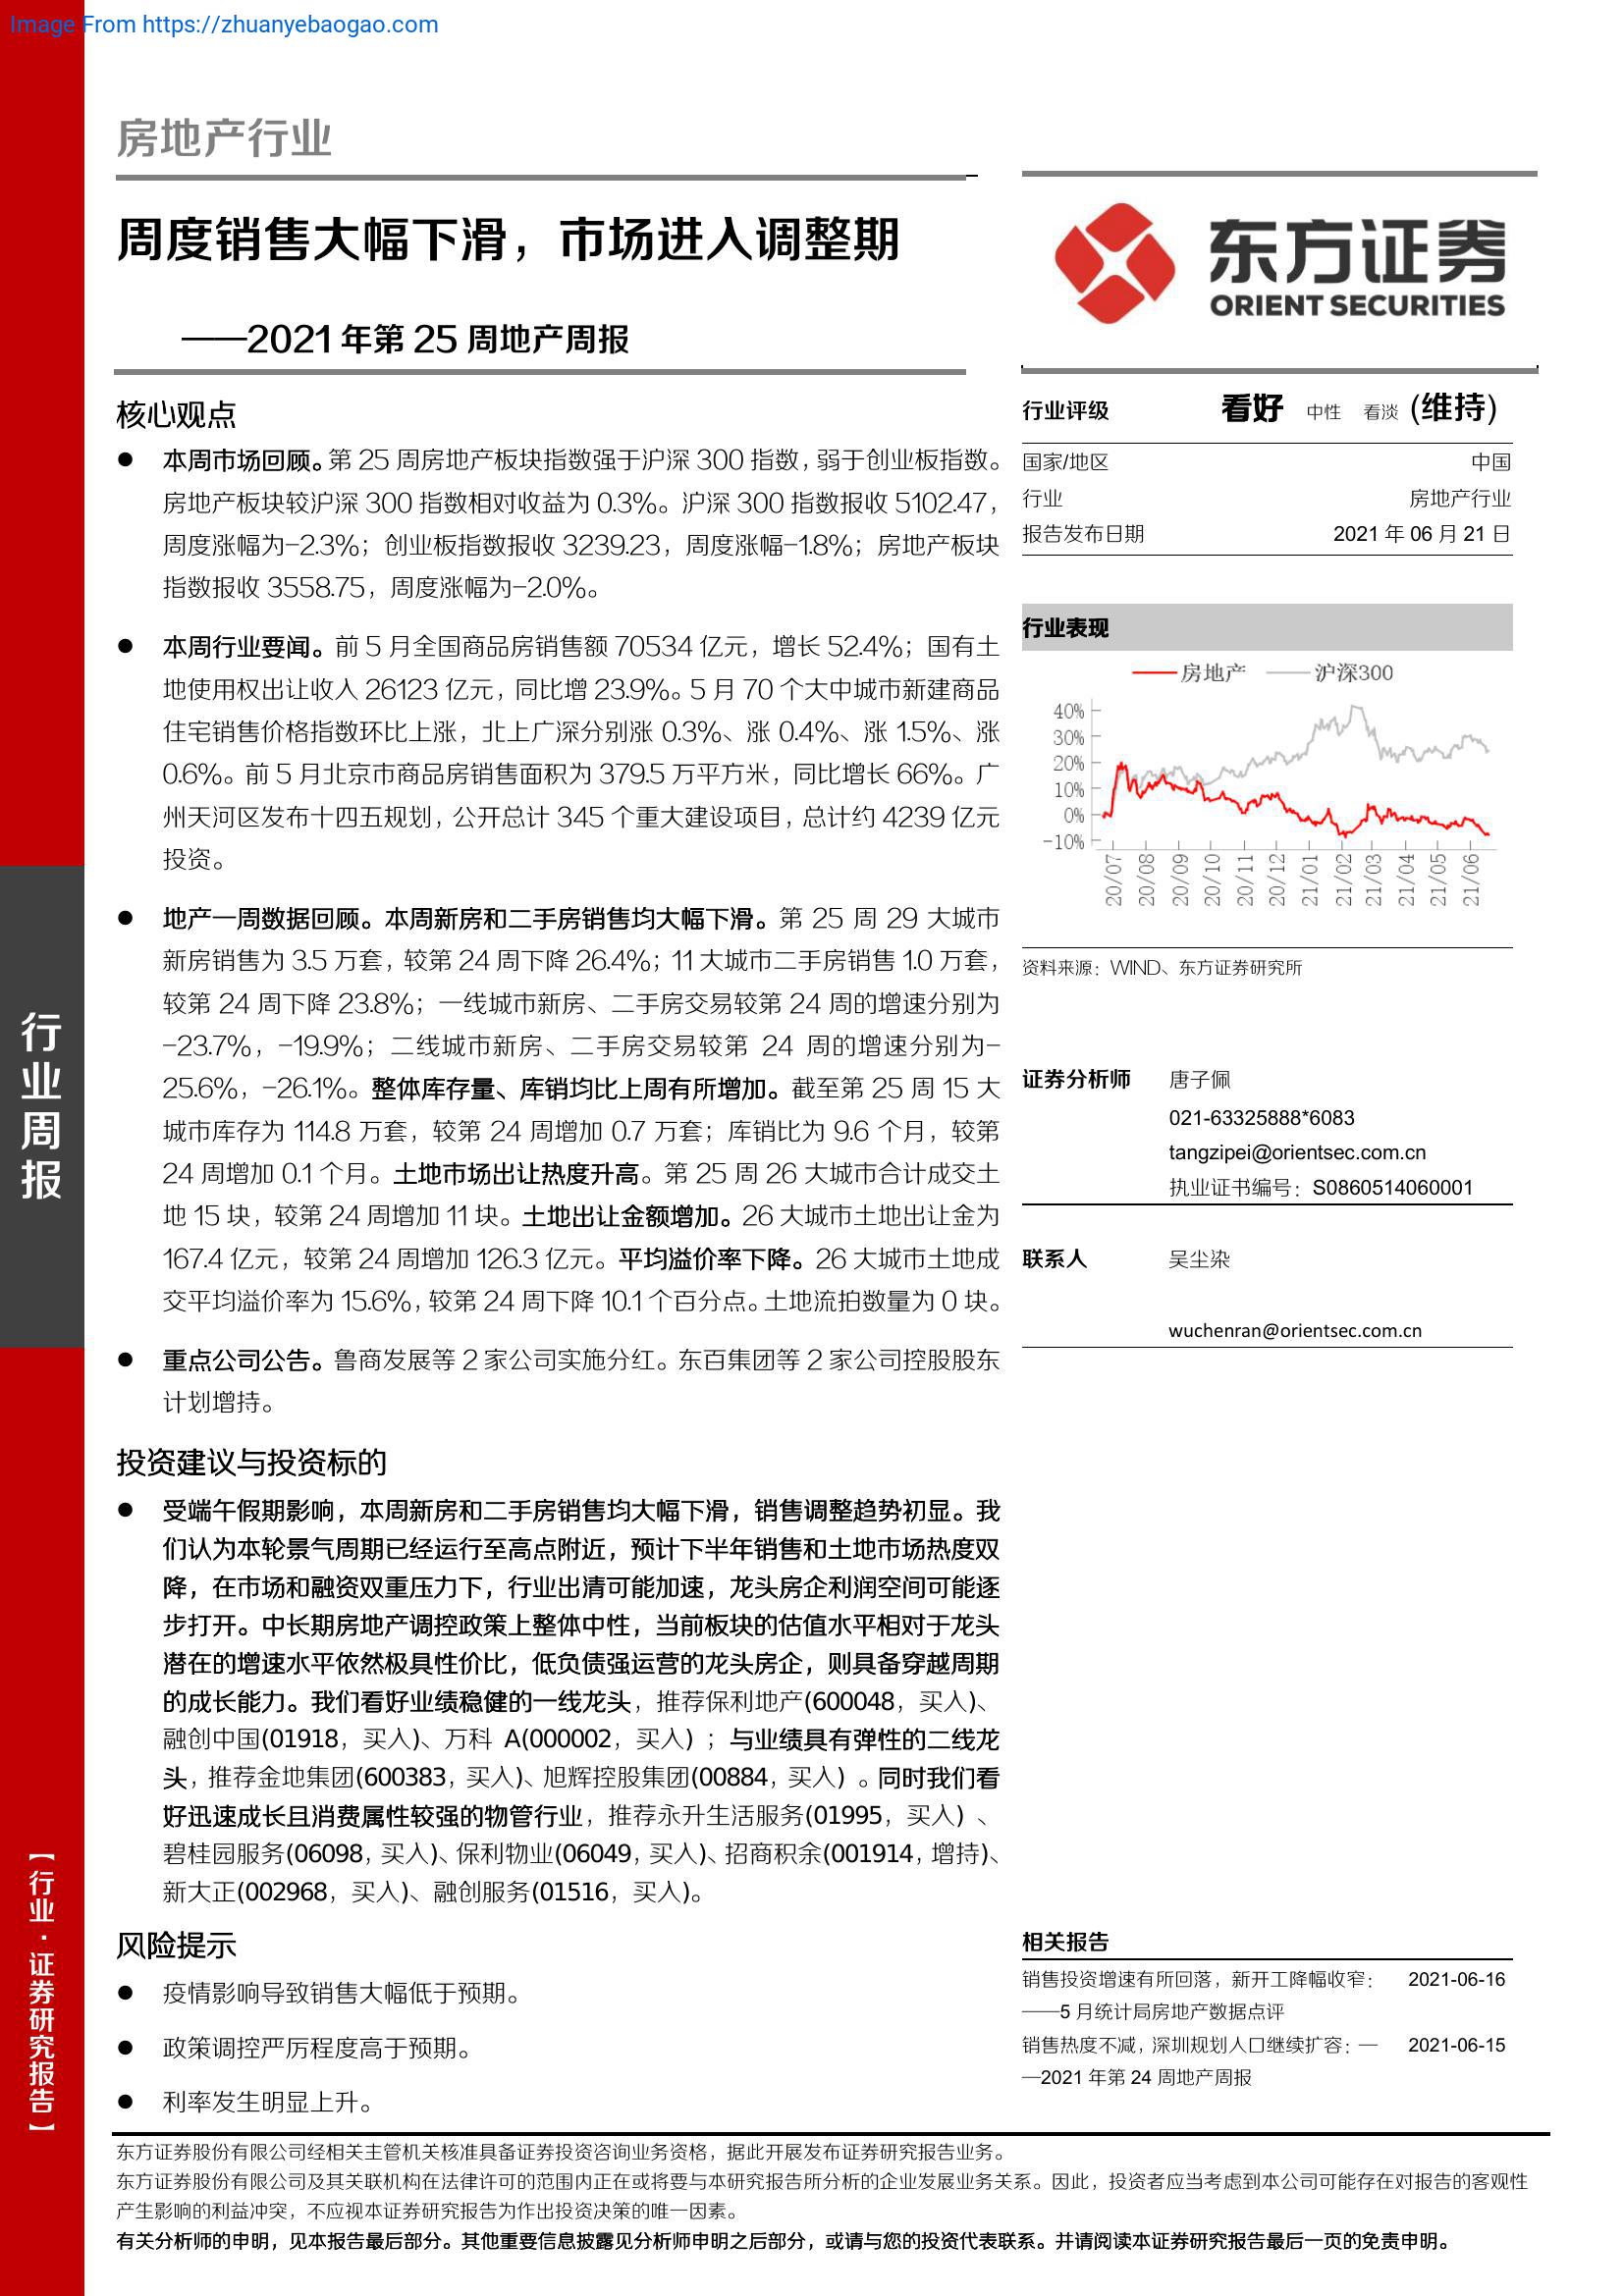 Image From https://zhuanyebaogao.com
房地产行业
周度销售大幅下滑，市场进入调整期
——2021年第 25 周地产周报
东方证券
ORIENT SECURITIES
核心观点
● 本周市场回顾。第 25 周房地产板块指数强于沪深 300 指数，弱于创业板指数。
房地产板块较沪深 300 指数相对收益为 0.3%。沪深 300 指数报收 5102.47，
周度涨幅为-2.3%；创业板指数报收 3239.23，周度涨幅-1.8%；房地产板块
指数报收 3558.75，周度涨幅为-2.0%。
● 本周行业要闻。前 5 月全国商品房销售额 70534 亿元，增长 52.4%；国有土
地使用权出让收入 26123 亿元，同比增 23.9%。5 月 70 个大中城市新建商品
住宅销售价格指数环比上涨，北上广深分别涨 0.3%、涨 0.4%、涨 1.5%、涨
0.6%。前 5 月北京市商品房销售面积为 379.5 万平方米，同比增长 66%。广
州天河区发布十四五规划，公开总计 345 个重大建设项目，总计约 4239 亿元
投资。
● 地产一周数据回顾。本周新房和二手房销售均大幅下滑。第 25 周 29 大城市
新房销售为 3.5 万套，较第 24 周下降 26.4%；11 大城市二手房销售 1.0 万套，
较第 24 周下降 23.8%；一线城市新房、二手房交易较第 24 周的增速分别为
-23.7%，-19.9%；二线城市新房、二手房交易较第 24 周的增速分别为-
25.6%，-26.1%。整体库存量、库销均比上周有所增加。截至第 25 周 15 大
城市库存为 114.8 万套，较第 24 周增加 0.7 万套；库销比为 9.6 个月，较第
24 周增加 0.1 个月。土地市场出让热度升高。第 25 周 26 大城市合计成交土
地 15 块，较第 24 周增加 11 块。土地出让金额增加。26 大城市土地出让金为
167.4 亿元，较第 24 周增加 126.3 亿元。平均溢价率下降。26 大城市土地成
交平均溢价率为 15.6%，较第 24 周下降 10.1 个百分点。土地流拍数量为 0 块。
● 重点公司公告。鲁商发展等 2 家公司实施分红。东百集团等 2 家公司控股股东
计划增持。
投资建议与投资标的
● 受端午假期影响，本周新房和二手房销售均大幅下滑，销售调整趋势初显。我
们认为本轮景气周期已经运行至高点附近，预计下半年销售和土地市场热度双
降，在市场和融资双重压力下，行业出清可能加速，龙头房企利润空间可能逐
步打开。中长期房地产调控政策上整体中性，当前板块的估值水平相对于龙头
潜在的增速水平依然极具性价比，低负债强运营的龙头房企，则具备穿越周期
的成长能力。我们看好业绩稳健的一线龙头，推荐保利地产(600048，买入)、
融创中国(01918，买入)、万科 A(000002，买入)；与业绩具有弹性的二线龙
头，推荐金地集团(600383，买入)、旭辉控股集团(00884，买入) 。同时我们看
好迅速成长且消费属性较强的物管行业，推荐永升生活服务(01995，买入) 、
碧桂园服务(06098，买入)、保利物业(06049，买入)、招商积余(001914，增持)、
新大正(002968，买入)、融创服务(01516，买入)。
风险提示
● 疫情影响导致销售大幅低于预期。
● 政策调控严厉程度高于预期。
● 利率发生明显上升。
行业评级 看好 中性 看淡 (维持)
国家/地区 中国
行业 房地产行业
报告发布日期 2021 年 06 月 21 日
行业表现
房地产 沪深300
40%
30%
20%
10%
0%
-10%
20/07 20/08 20/09 20/10 20/11 20/12 21/01 21/02 21/03 21/04 21/05 21/06
资料来源：WIND、东方证券研究所
证券分析师 唐子佩
021-63325888*6083
tangzipei@orientsec.com.cn
执业证书编号：S0860514060001
联系人 吴尘染
wuchenran@orientsec.com.cn
相关报告
销售投资增速有所回落，新开工降幅收窄： 2021-06-16
——5 月统计局房地产数据点评
销售热度不减，深圳规划人口继续扩容：— 2021-06-15
—2021 年第 24 周地产周报
行业周报
【行业·证券研究报告】
东方证券股份有限公司经相关主管机关核准具备证券投资咨询业务资格，据此开展发布证券研究报告业务。
东方证券股份有限公司及其关联机构在法律许可的范围内正在或将要与本研究报告所分析的企业发展业务关系。因此，投资者应当考虑到本公司可能存在对报告的客观性
产生影响的利益冲突，不应视本证券研究报告为作出投资决策的唯一因素。
有关分析师的申明，见本报告最后部分。其他重要信息披露见分析师申明之后部分，或请与您的投资代表联系。并请阅读本证券研究报告最后一页的免责申明。